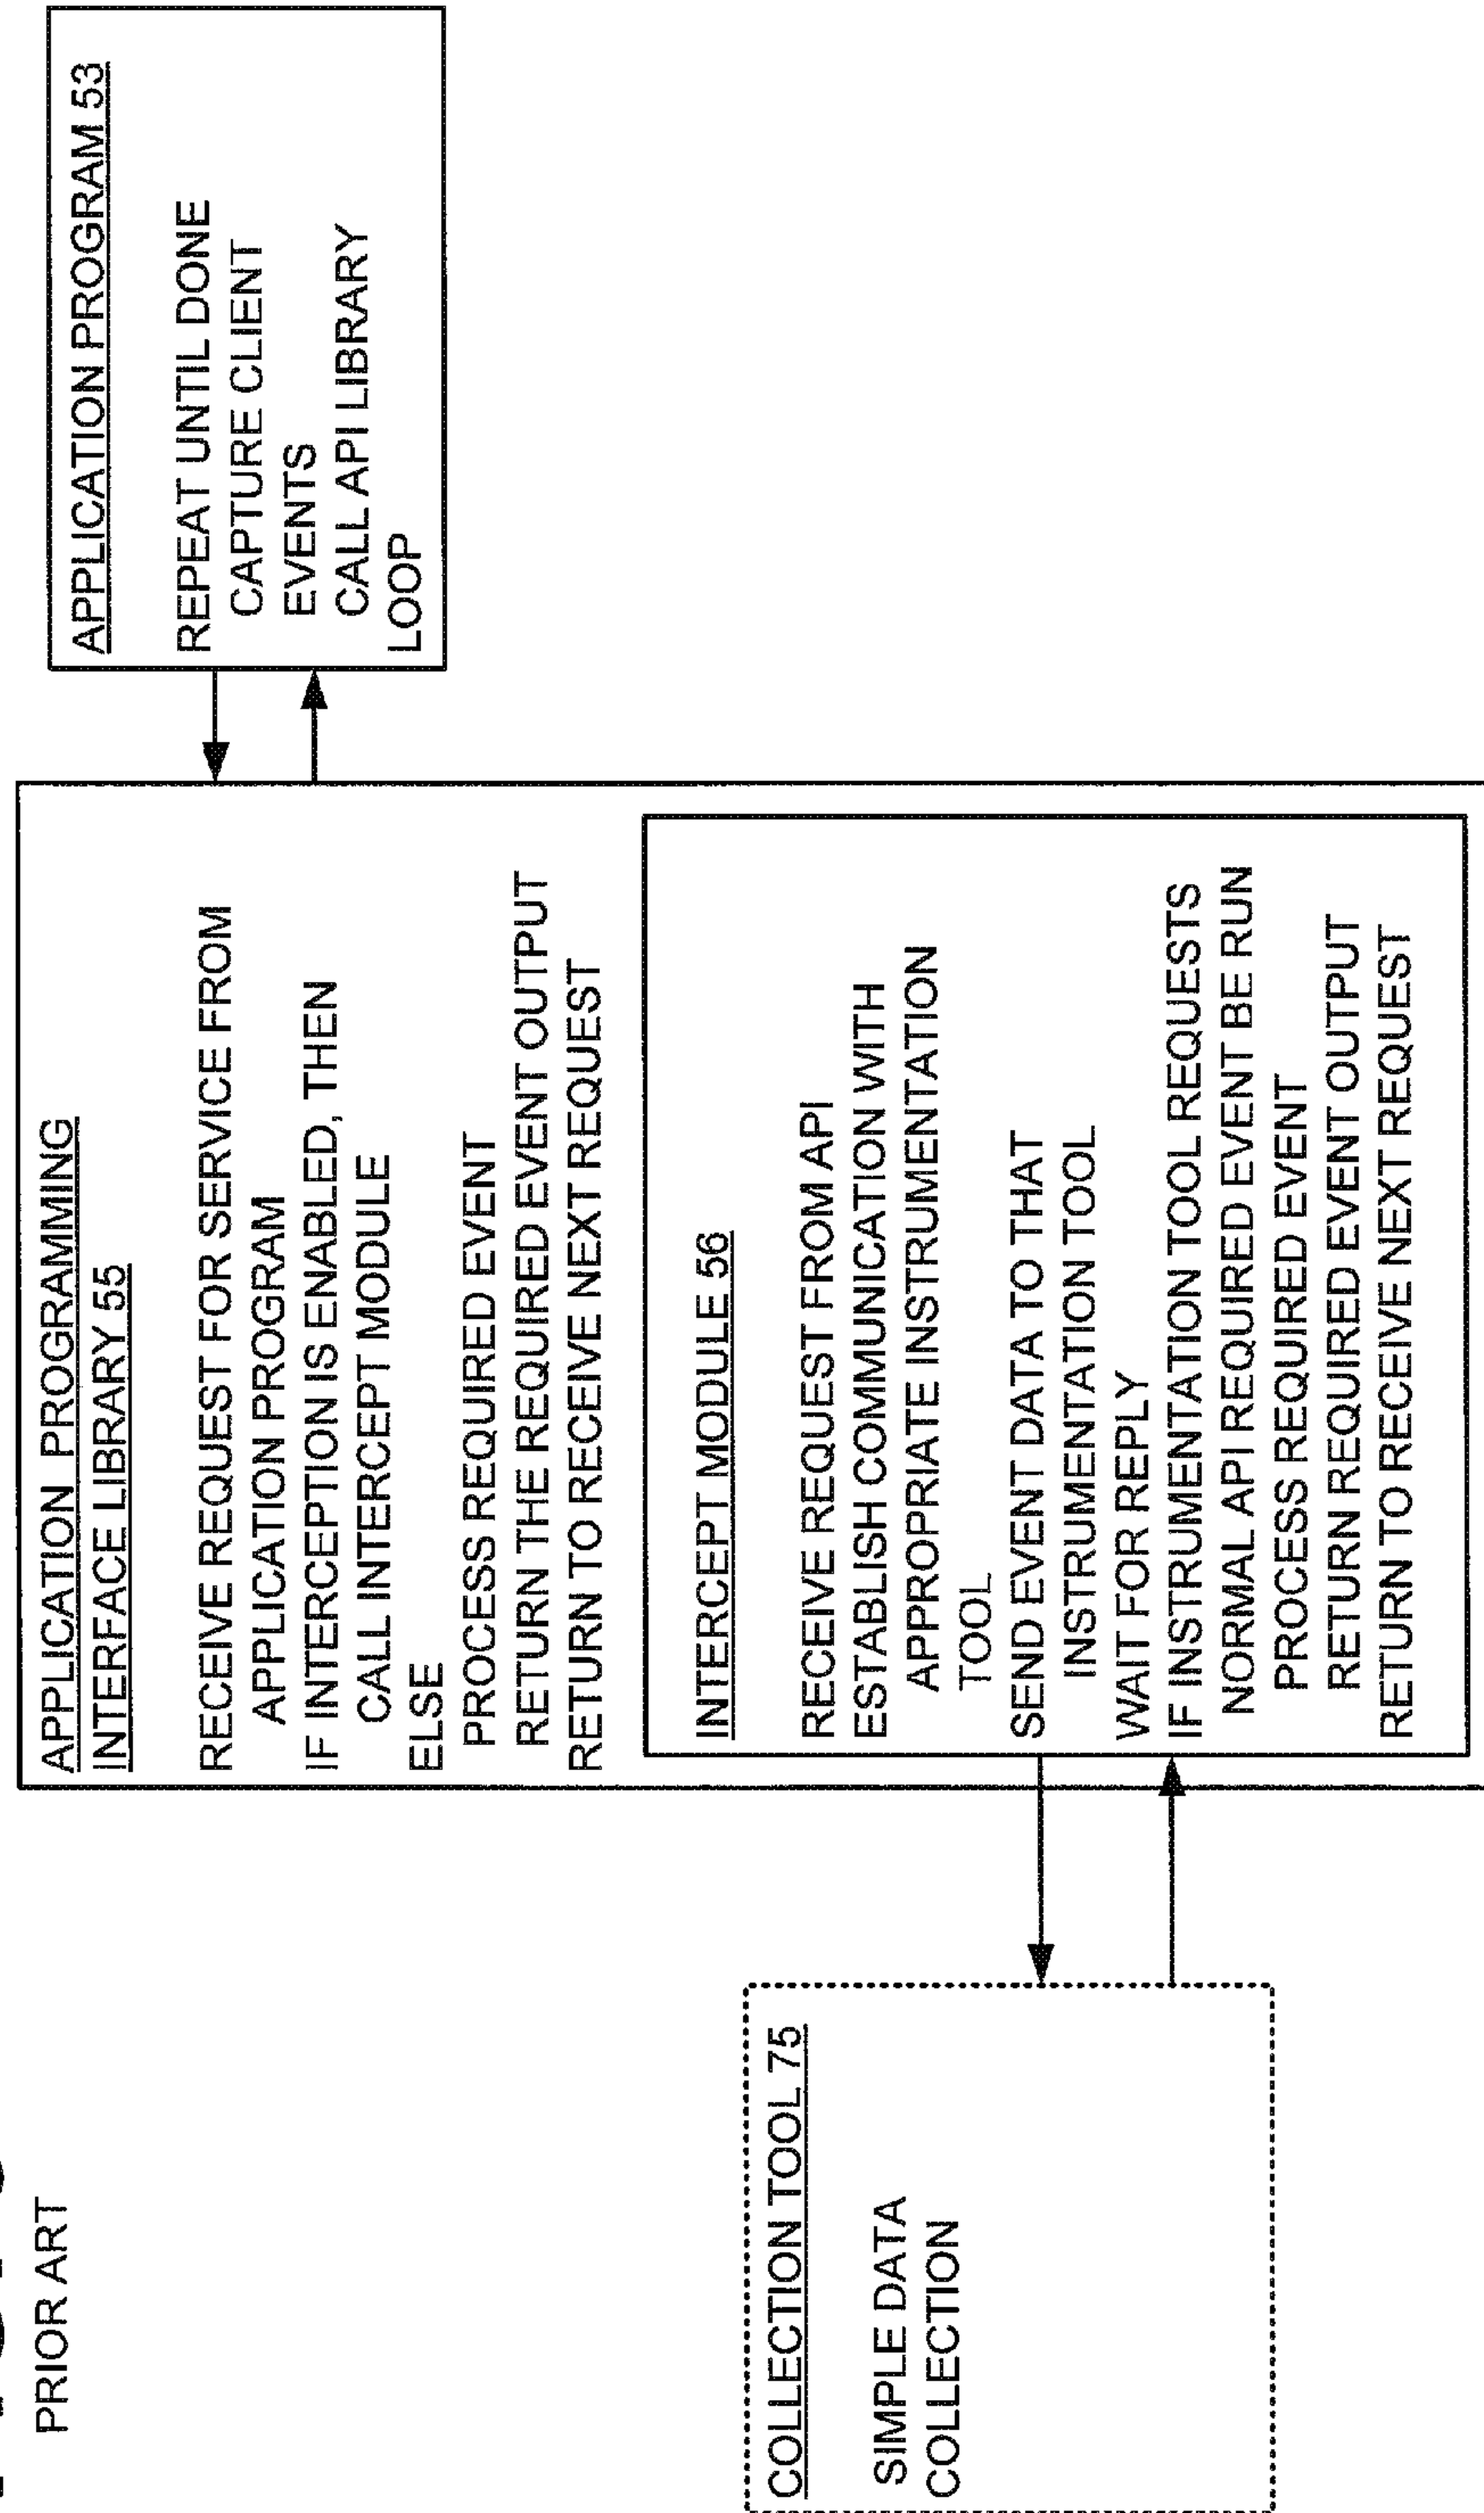 PRIOR ART
COLLECTION TOOL 75
SIMPLE DATA
COLLECTION
APPLICATION PROGRAMMING
INTERFACE LIBRARY 55
RECEIVE REQUEST FOR SERVICE FROM
APPLICATION PROGRAM
IF INTERCEPTION IS ENABLED, THEN
CALL INTERCEPT MODULE
ELSE
PROCESS REQUIRED EVENT
RETURN THE REQUIRED EVENT OUTPUT
RETURN TO RECEIVE NEXT REQUEST
INTERCEPT MODULE 56
RECEIVE REQUEST FROM API
ESTABLISH COMMUNICATION WITH
APPROPRIATE INSTRUMENTATION
TOOL
SEND EVENT DATA TO THAT
INSTRUMENTATION TOOL
WAIT FOR REPLY
IF INSTRUMENTATION TOOL REQUESTS
NORMAL API REQUIRED EVENT BE RUN
PROCESS REQUIRED EVENT
RETURN REQUIRED EVENT OUTPUT
RETURN TO RECEIVE NEXT REQUEST
APPLICATION PROGRAM 53
REPEAT UNTIL DONE
CAPTURE CLIENT
EVENTS
CALL API LIBRARY
LOOP